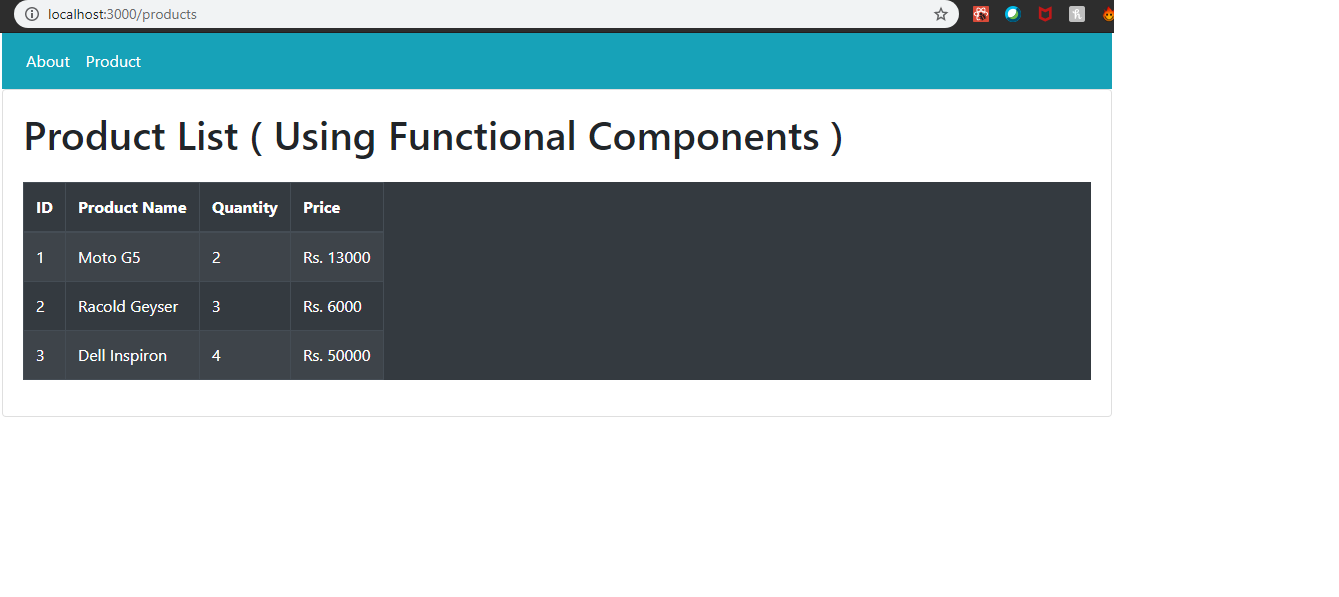 localhost:3000/products
About Product
Product List ( Using Functional Components )
ID Product Name Quantity Price
1 Moto G5 2 Rs. 13000
2 Racold Geyser 3 Rs. 6000
3 Dell Inspiron 4 Rs. 50000